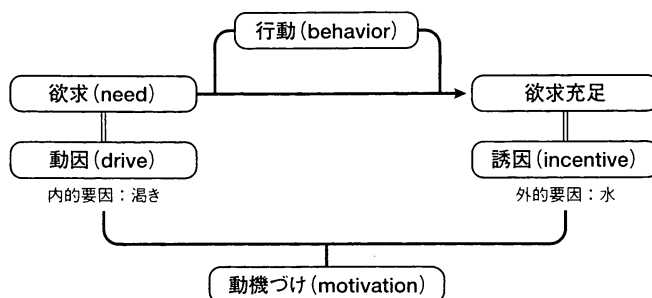 行動(behavior)
欲求(need)
欲求充足
動因(drive)
誘因(incentive)
内的要因：渇き
外的要因：水
動機づけ(motivation)